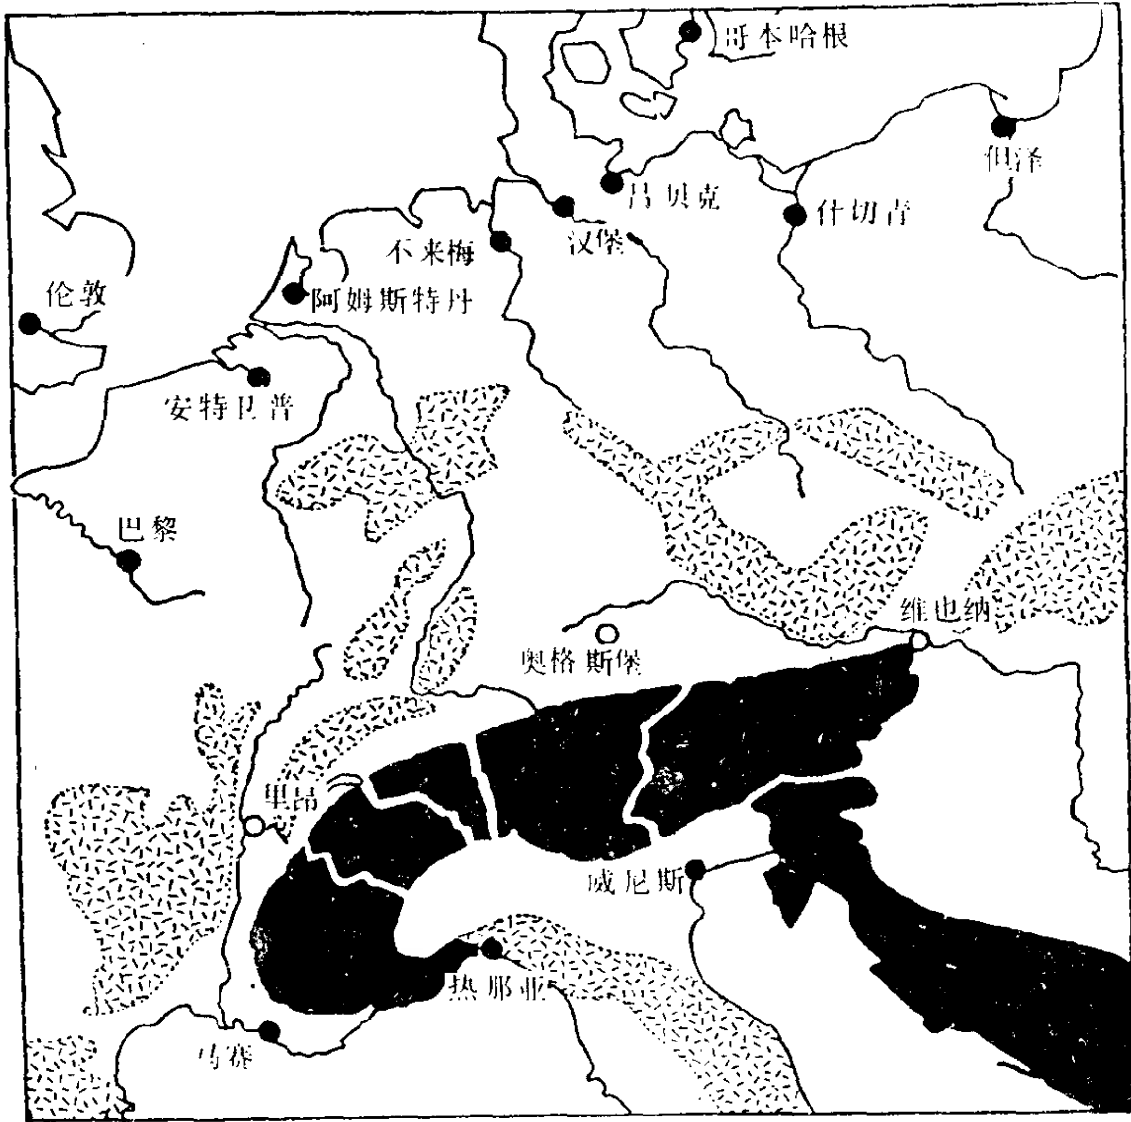 哥本哈根
但泽
吕贝克
什切青
汉堡
不来梅
伦敦
阿姆斯特丹
安特卫普
巴黎
维也纳
奥格斯堡
里昂
威尼斯
热那亚
马赛